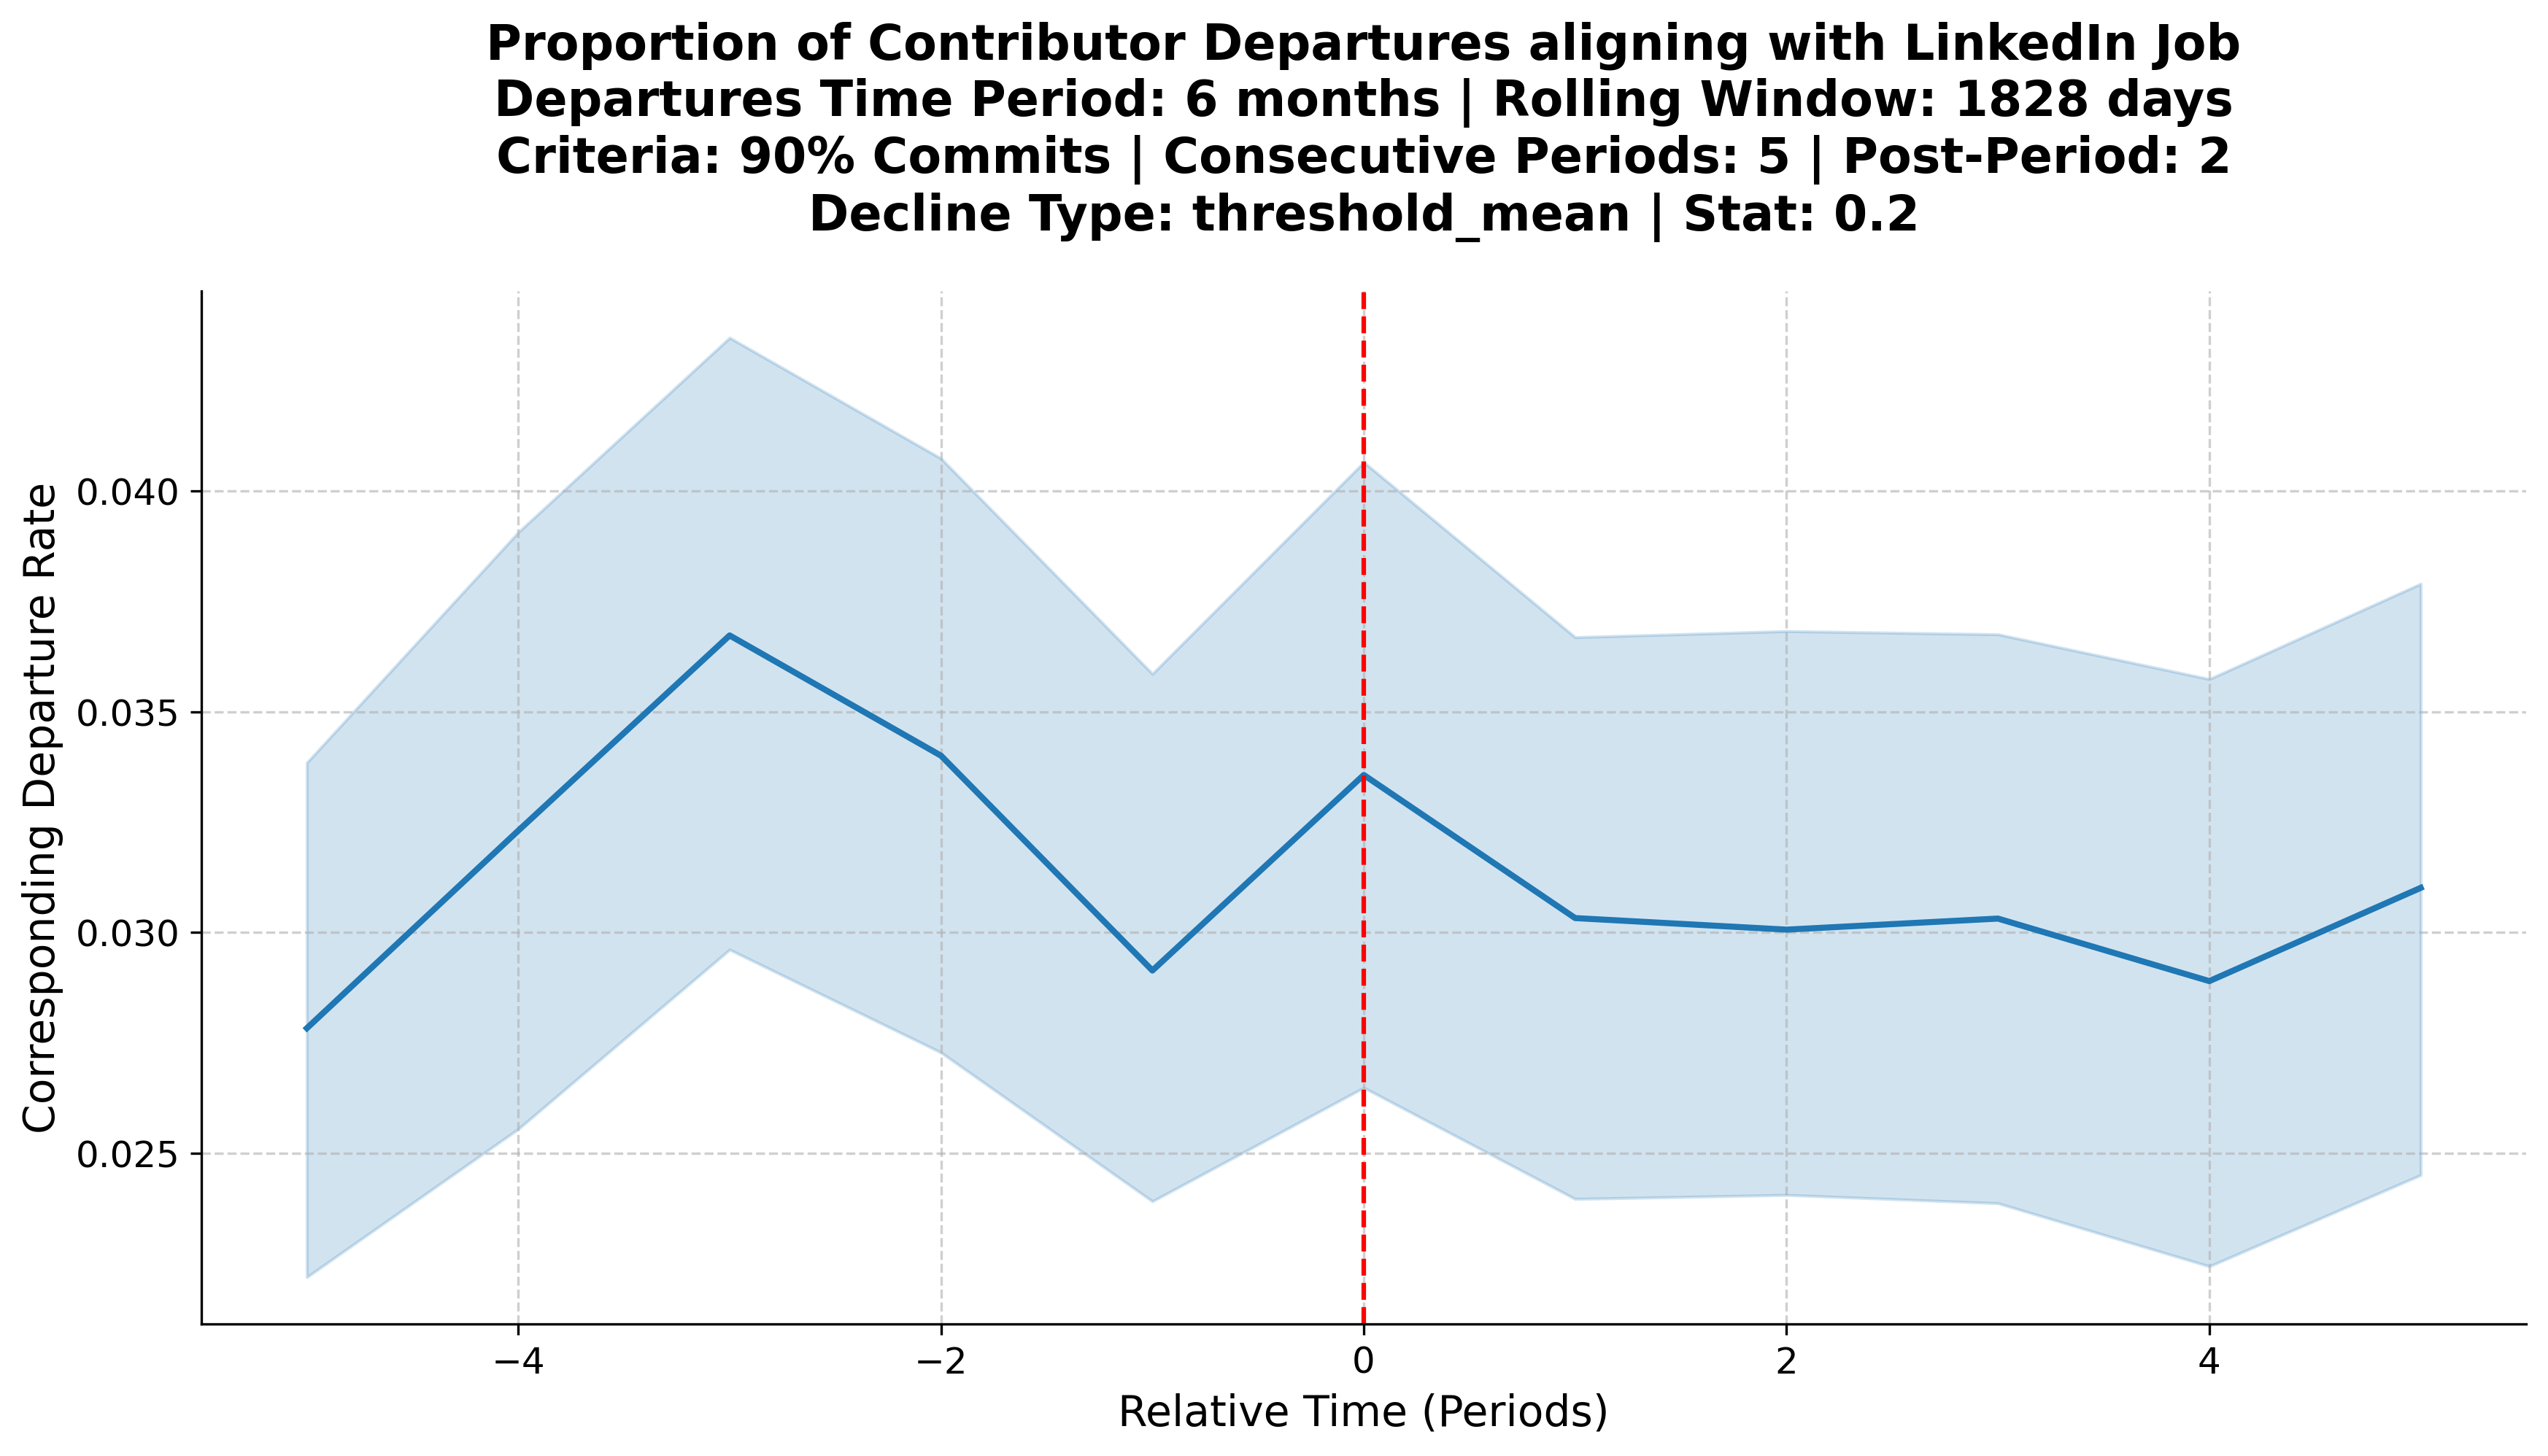 Proportion of Contributor Departures aligning with LinkedIn Job
Departures Time Period: 6 months | Rolling Window: 1828 days
Criteria: 90% Commits | Consecutive Periods: 5 | Post-Period: 2
Decline Type: threshold_mean | Stat: 0.2
Corresponding Departure Rate
0.040
0.035
0.030
0.025
−4
−2
0
2
4
Relative Time (Periods)